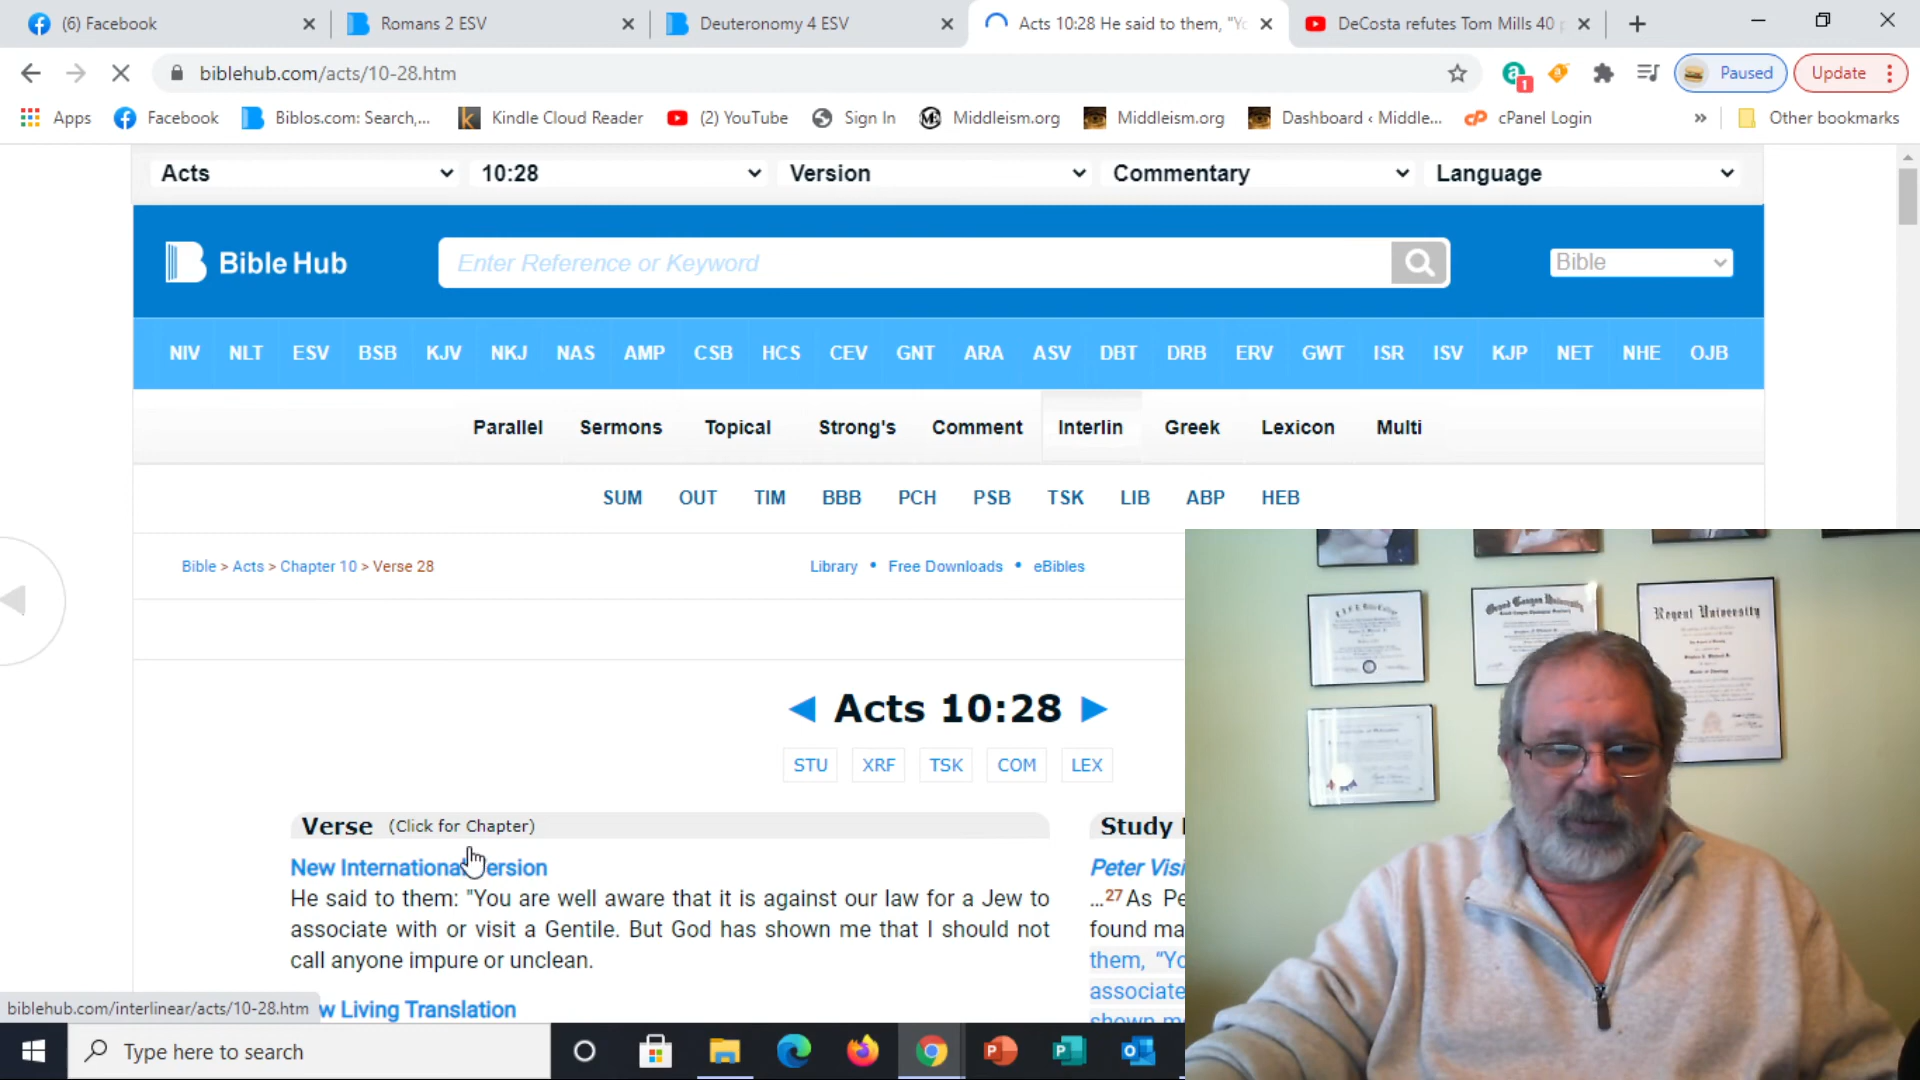 (6) Facebook
Romans 2 ESV
Deuteronomy 4 ESV
Acts 10:28 He said to them, "Yo
DeCosta refutes Tom Mills 40 p
biblehub.com/acts/10-28.htm
1
Paused
Update
Apps
Facebook
Biblos.com: Search,...
Kindle Cloud Reader
(2) YouTube
Sign In
Middleism.org
Middleism.org
Dashboard ‹ Middle...
cPanel Login
»
Other bookmarks
Acts
10:28
Version
Commentary
Language
Bible Hub
Enter Reference or Keyword
Bible
NIV NLT ESV BSB KJV NKJ NAS AMP CSB HCS CEV GNT ARA ASV DBT DRB ERV GWT ISR ISV KJP NET NHE OJB
Parallel Sermons Topical Strong's Comment Interlin Greek Lexicon Multi
SUM OUT TIM BBB PCH PSB TSK LIB ABP HEB
Bible > Acts > Chapter 10 > Verse 28
Library • Free Downloads • eBibles
Acts 10:28
STU XRF TSK COM LEX
Verse (Click for Chapter)
New International Version
He said to them: "You are well aware that it is against our law for a Jew to
associate with or visit a Gentile. But God has shown me that I should not
call anyone impure or unclean.
Living Translation
Study
Peter Visi
...27 As Pe
found ma
them, “Yo
associate
shown me
biblehub.com/interlinear/acts/10-28.htm
Type here to search
Grand Canyon University
Regent University